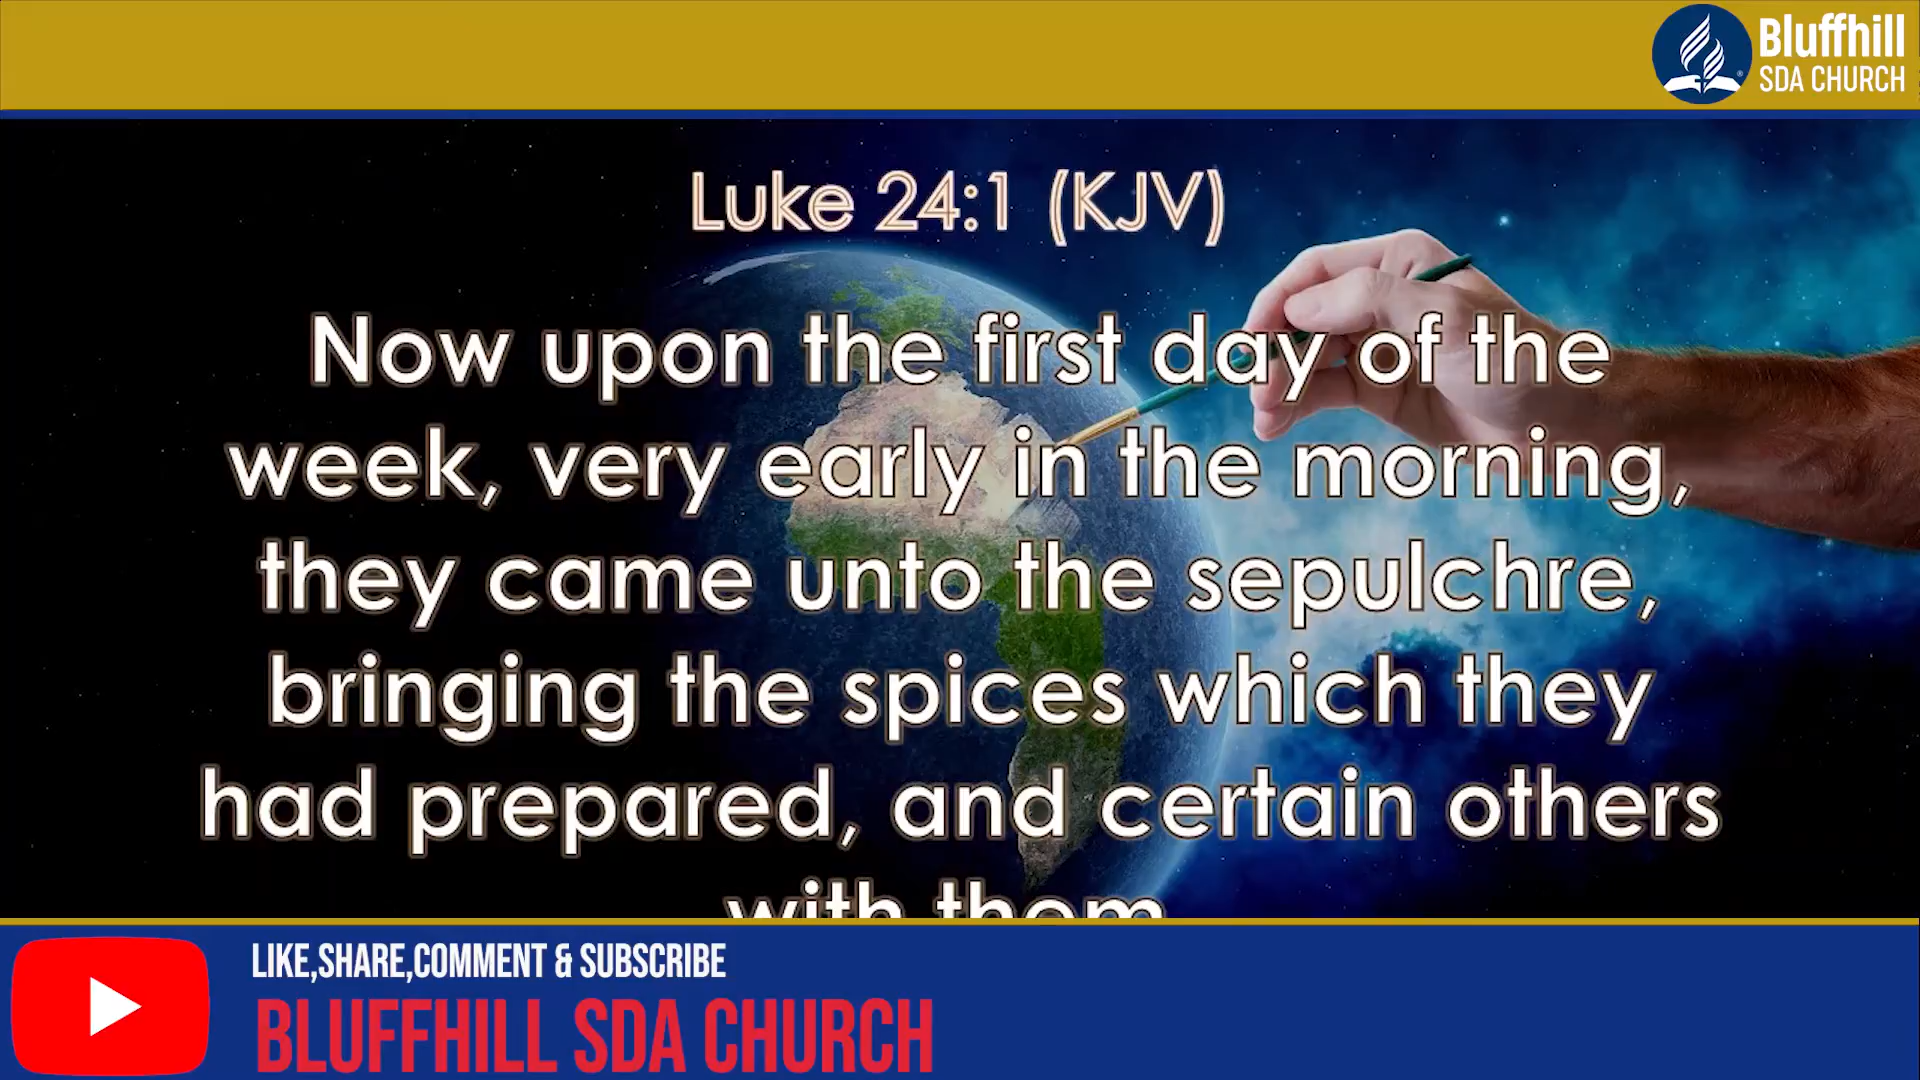 Bluffhill
SDA CHURCH
Luke 24:1 (KJV)
Now upon the first day of the
week, very early in the morning,
they came unto the sepulchre,
bringing the spices which they
had prepared, and certain others
with them
LIKE,SHARE,COMMENT & SUBSCRIBE
BLUFFHILL SDA CHURCH